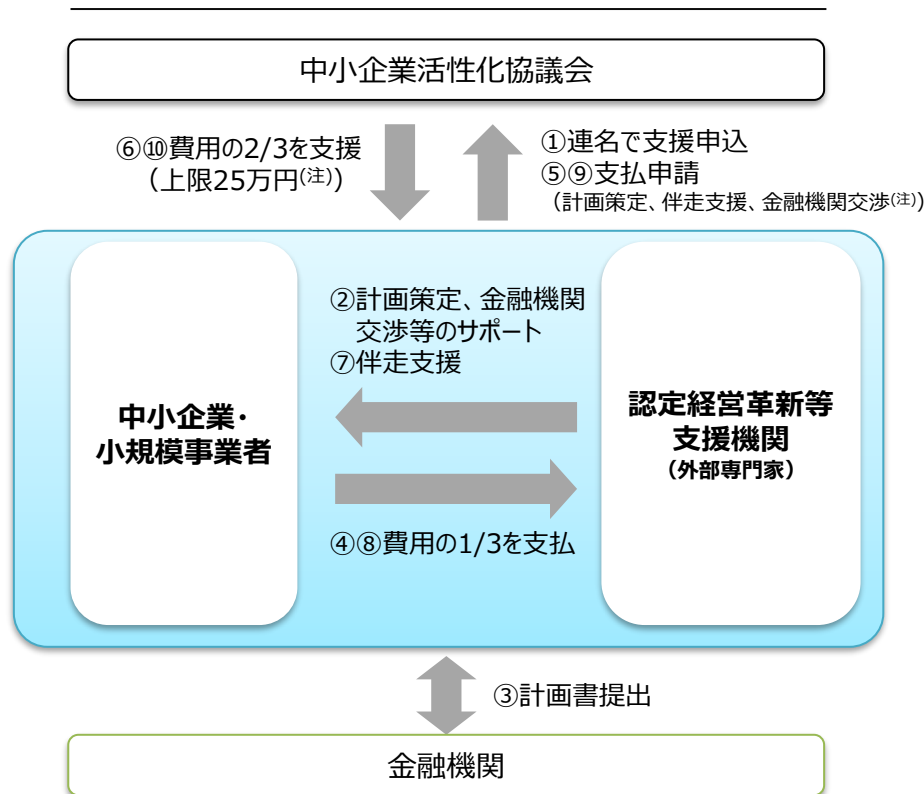 中小企業活性化協議会
⑥⑩費用の2/3を支援
（上限25万円(注)）
①連名で支援申込
⑤⑨支払申請
（計画策定、伴走支援、金融機関交渉(注)）
②計画策定、金融機関
交渉等のサポート
⑦伴走支援
中小企業・
小規模事業者
認定経営革新等
支援機関
（外部専門家）
④⑧費用の1/3を支払
③計画書提出
金融機関